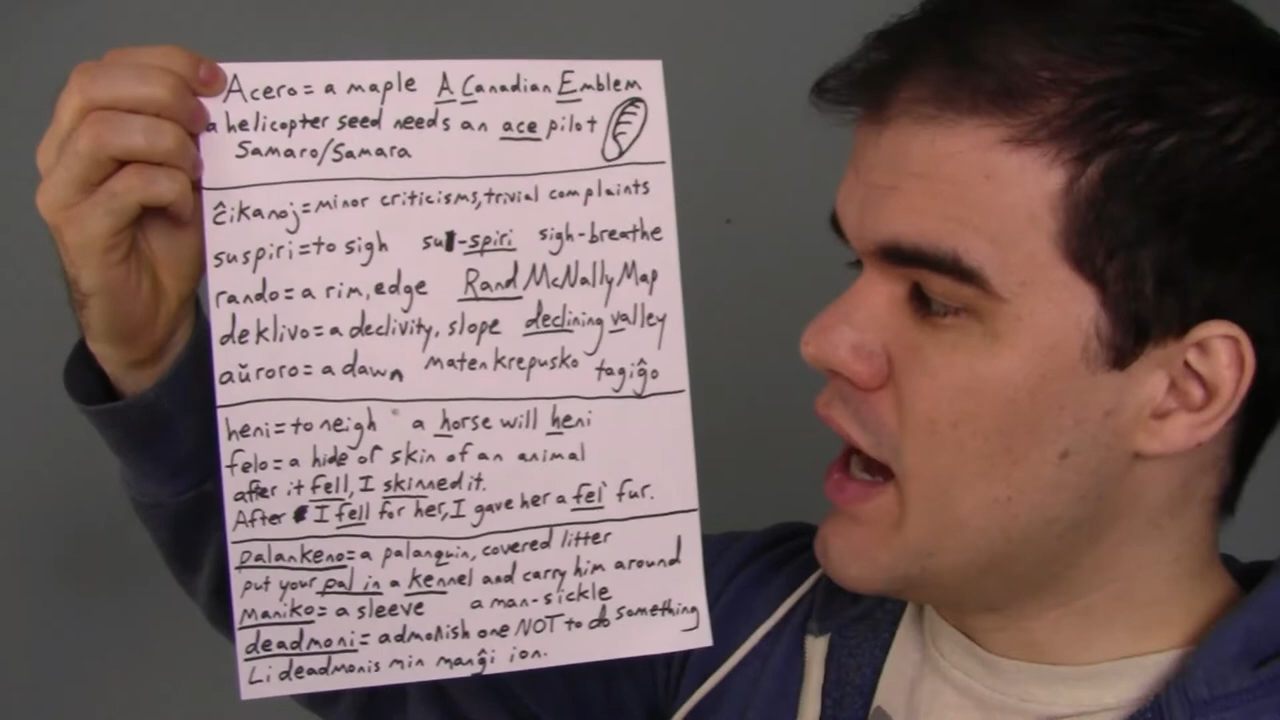 Acero = a maple A Canadian Emblem
a helicopter seed needs an ace pilot
Samaro/Samara
ĉikanoj = minor criticisms, trivial complaints
suspiri = to sigh su-spiri sigh-breathe
rando = a rim, edge Rand McNally Map
deklivo = a declivity, slope declining valley
aŭroro = a dawn matenkrepusko tagiĝo
heni = to neigh a horse will heni
felo = a hide or skin of an animal
after it fell, I skinned it.
After I fell for her, I gave her a fel' fur.
palankeno = a palanquin, covered litter
put your pal in a kennel and carry him around
Maniko = a sleeve a man-sickle
deadmoni = admonish one NOT to do something
Li deadmonis min manĝi ion.